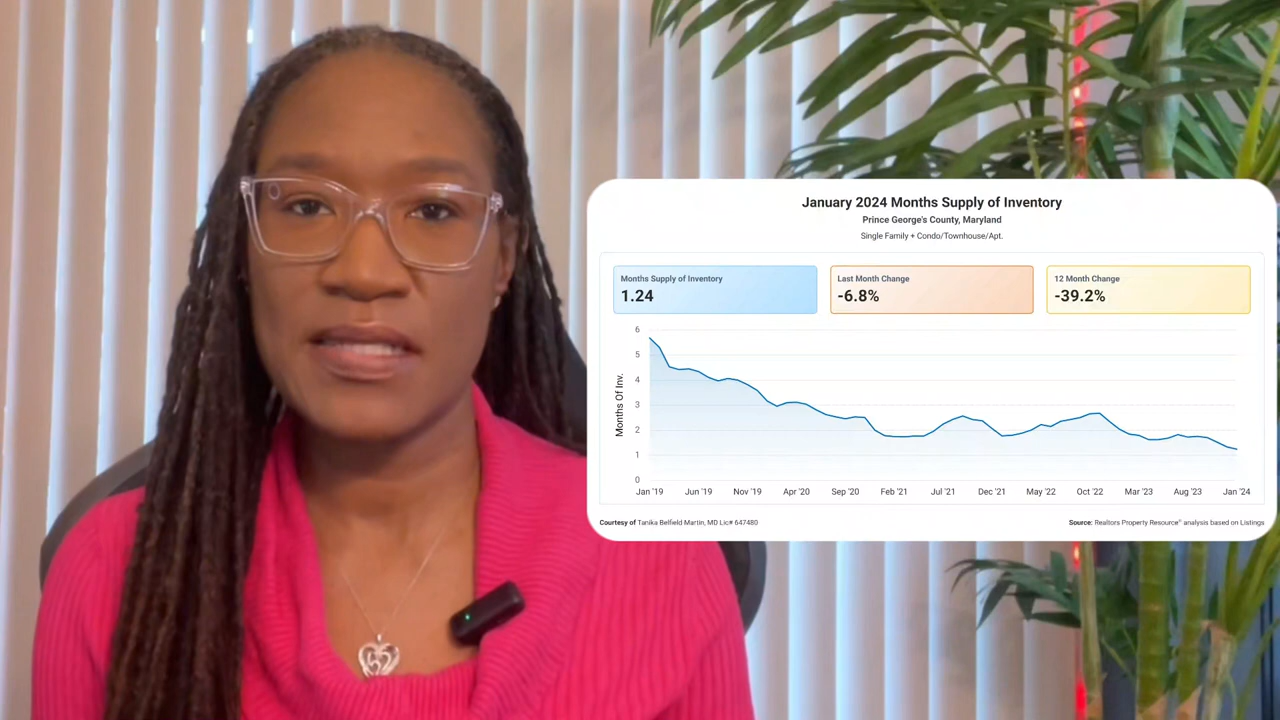 January 2024 Months Supply of Inventory
Prince George's County, Maryland
Single Family + Condo/Townhouse/Apt.
Months Supply of Inventory
1.24
Last Month Change
-6.8%
12 Month Change
-39.2%
Months Of Inv.
6
5
4
3
2
1
0
Jan '19 Jun '19 Nov '19 Apr '20 Sep '20 Feb '21 Jul '21 Dec '21 May '22 Oct '22 Mar '23 Aug '23 Jan '24
Courtesy of Tanika Belfield Martin, MD Lic# 647480
Source: Realtors Property Resource® analysis based on Listings